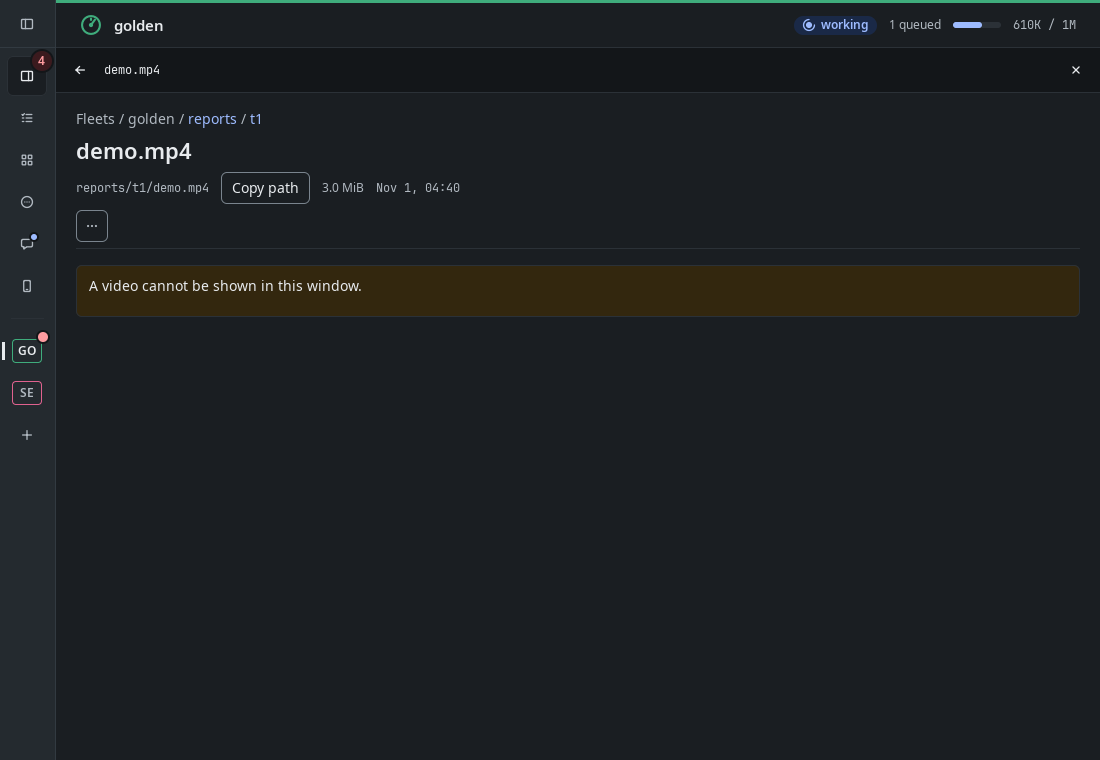 golden
working
1 queued
610K / 1M
4
demo.mp4
Fleets / golden / reports / t1
demo.mp4
reports/t1/demo.mp4
Copy path
3.0 MiB
Nov 1, 04:40
A video cannot be shown in this window.
GO
SE